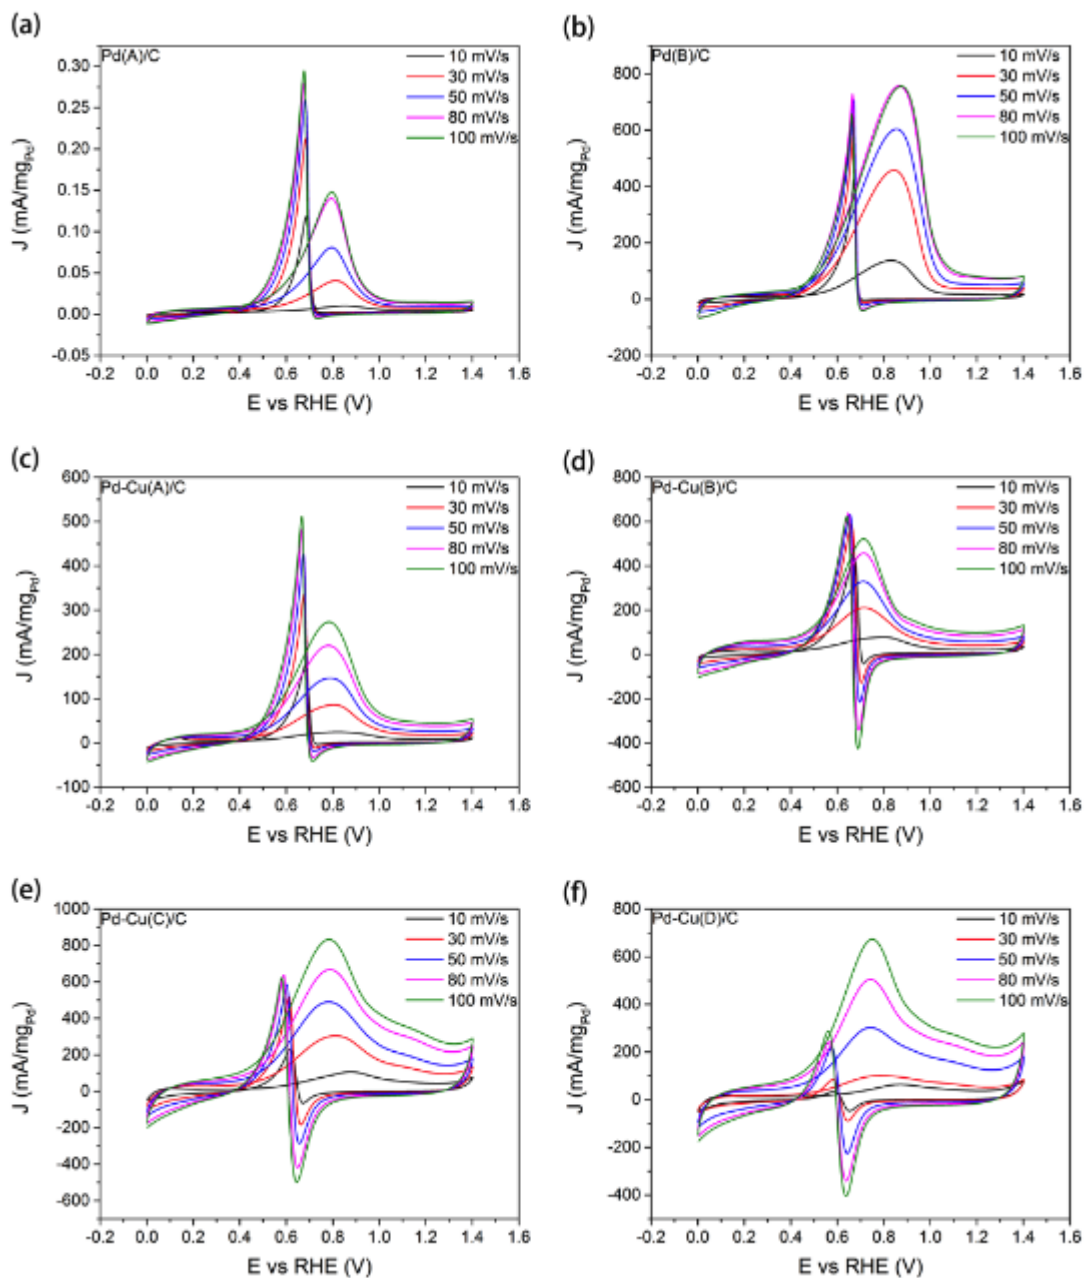 (a)
Pd(A)/C
10 mV/s
30 mV/s
50 mV/s
80 mV/s
100 mV/s
0.30
0.25
0.20
0.15
0.10
0.05
0.00
-0.05
J (mA/mgPd)
-0.2 0.0 0.2 0.4 0.6 0.8 1.0 1.2 1.4 1.6
E vs RHE (V)
(b)
Pd(B)/C
10 mV/s
30 mV/s
50 mV/s
80 mV/s
100 mV/s
800
600
400
200
0
-200
J (mA/mgPd)
-0.2 0.0 0.2 0.4 0.6 0.8 1.0 1.2 1.4 1.6
E vs RHE (V)
(c)
Pd-Cu(A)/C
10 mV/s
30 mV/s
50 mV/s
80 mV/s
100 mV/s
600
500
400
300
200
100
0
-100
J (mA/mgPd)
-0.2 0.0 0.2 0.4 0.6 0.8 1.0 1.2 1.4 1.6
E vs RHE (V)
(d)
Pd-Cu(B)/C
10 mV/s
30 mV/s
50 mV/s
80 mV/s
100 mV/s
800
600
400
200
0
-200
-400
-600
J (mA/mgPd)
-0.2 0.0 0.2 0.4 0.6 0.8 1.0 1.2 1.4 1.6
E vs RHE (V)
(e)
Pd-Cu(C)/C
10 mV/s
30 mV/s
50 mV/s
80 mV/s
100 mV/s
1000
800
600
400
200
0
-200
-400
-600
J (mA/mgPd)
-0.2 0.0 0.2 0.4 0.6 0.8 1.0 1.2 1.4 1.6
E vs RHE (V)
(f)
Pd-Cu(D)/C
10 mV/s
30 mV/s
50 mV/s
80 mV/s
100 mV/s
800
600
400
200
0
-200
-400
J (mA/mgPd)
-0.2 0.0 0.2 0.4 0.6 0.8 1.0 1.2 1.4 1.6
E vs RHE (V)